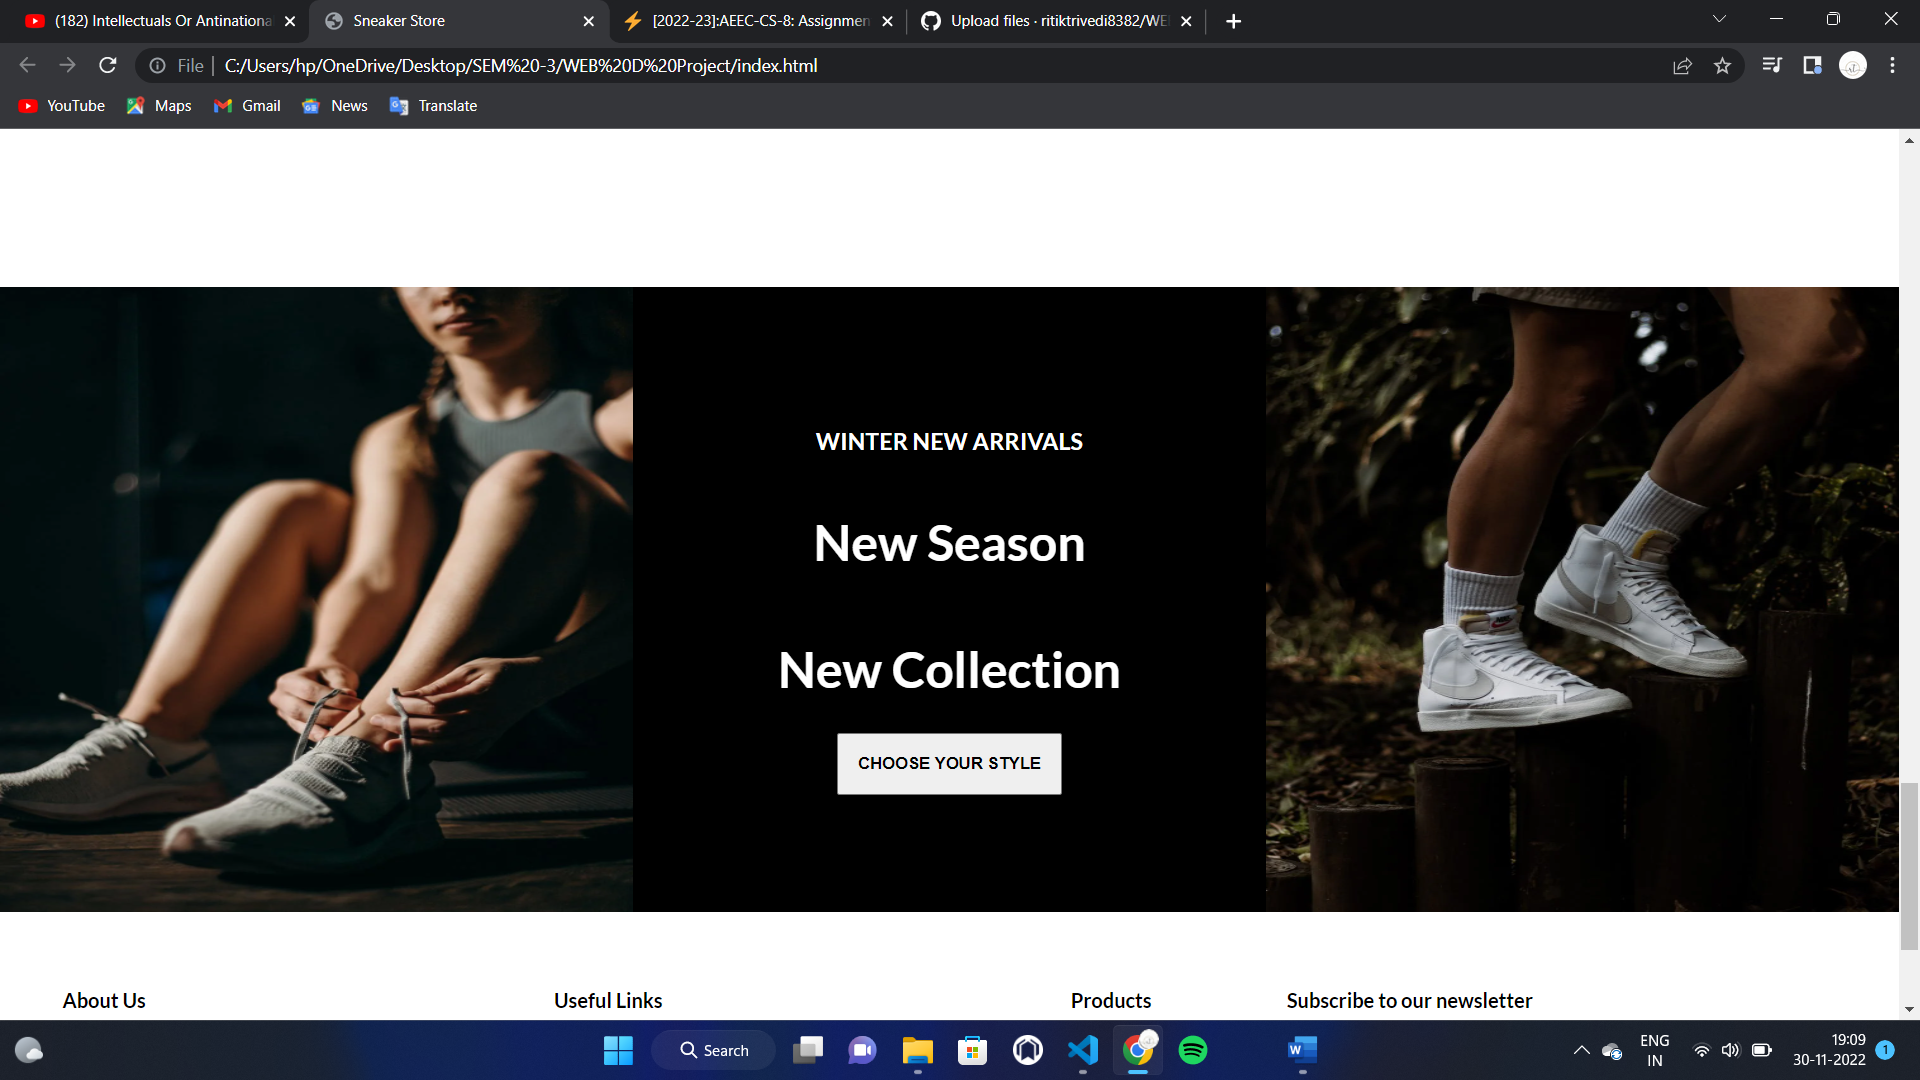 (182) Intellectuals Or Antinationa
Sneaker Store
[2022-23]:AEEC-CS-8: Assignmen
Upload files · ritiktrivedi8382/WE
File
C:/Users/hp/OneDrive/Desktop/SEM%20-3/WEB%20D%20Project/index.html
YouTube
Maps
Gmail
News
Translate
WINTER NEW ARRIVALS
New Season
New Collection
CHOOSE YOUR STYLE
About Us
Useful Links
Products
Subscribe to our newsletter
Search
ENG
IN
19:09
30-11-2022
1